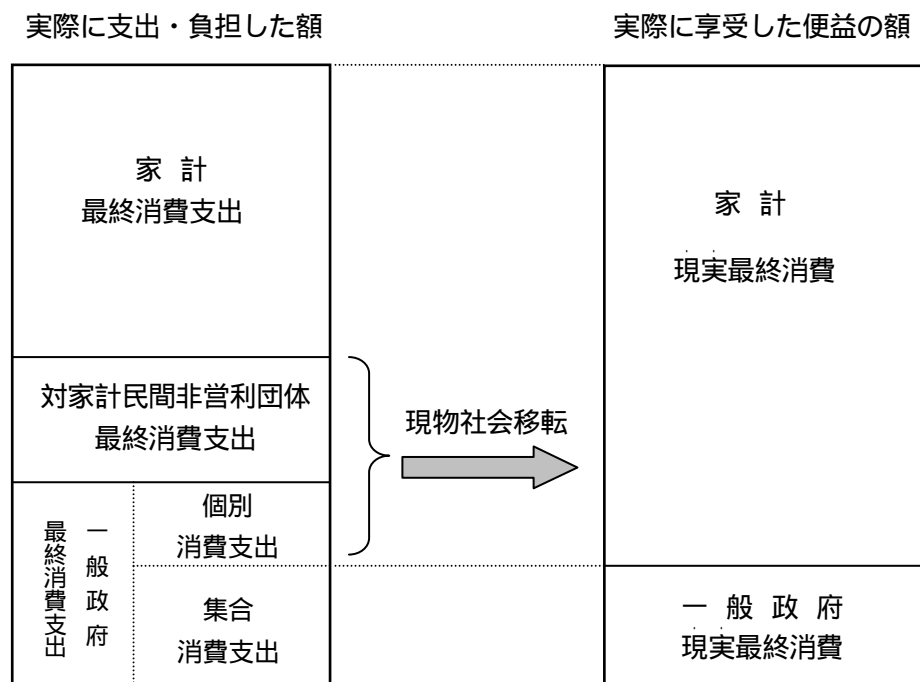 実際に支出・負担した額
実際に享受した便益の額
家 計
最終消費支出
対家計民間非営利団体
最終消費支出
一般政府
最終消費支出
個別
消費支出
集合
消費支出
現物社会移転
家 計
現実最終消費
一 般 政 府
現実最終消費